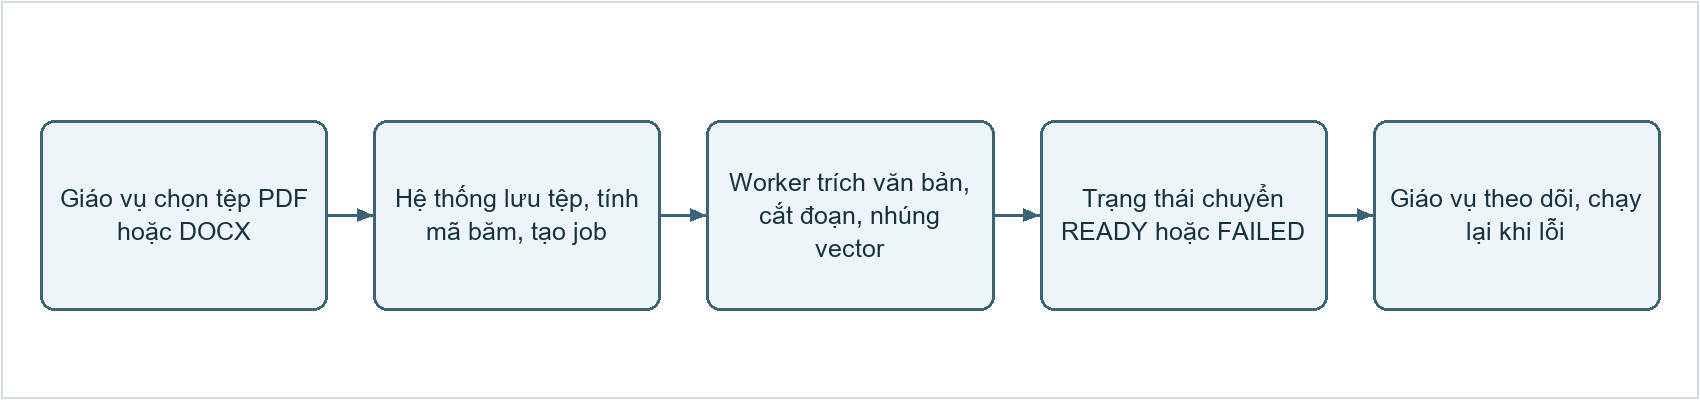 Giáo vụ chọn tệp PDF
hoặc DOCX
Hệ thống lưu tệp, tính
mã băm, tạo job
Worker trích văn bản,
cắt đoạn, nhúng
vector
Trạng thái chuyển
READY hoặc FAILED
Giáo vụ theo dõi, chạy
lại khi lỗi